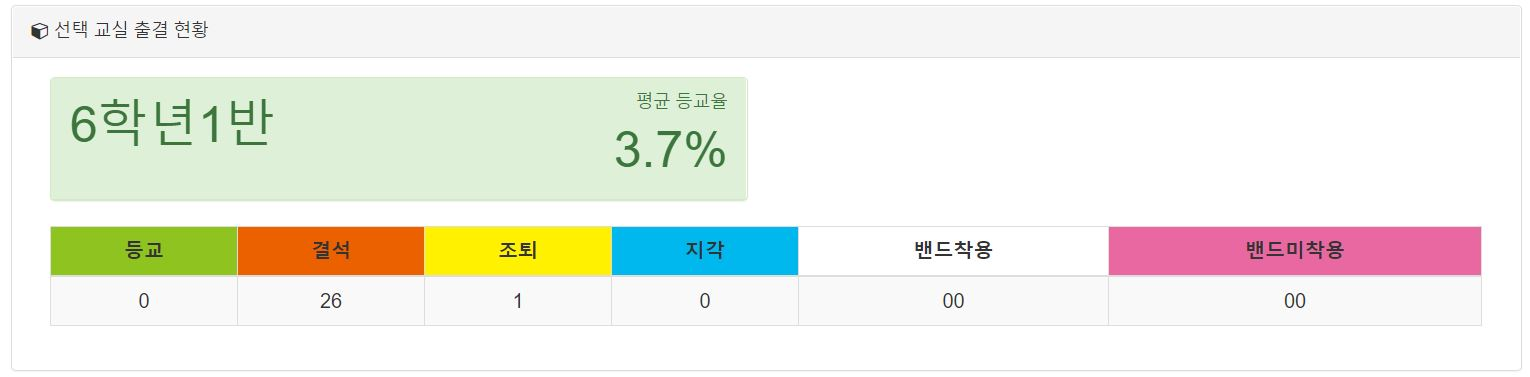 선택 교실 출결 현황
6학년1반
평균 등교율
3.7%
등교 결석 조퇴 지각 밴드착용 밴드미착용
0 26 1 0 00 00